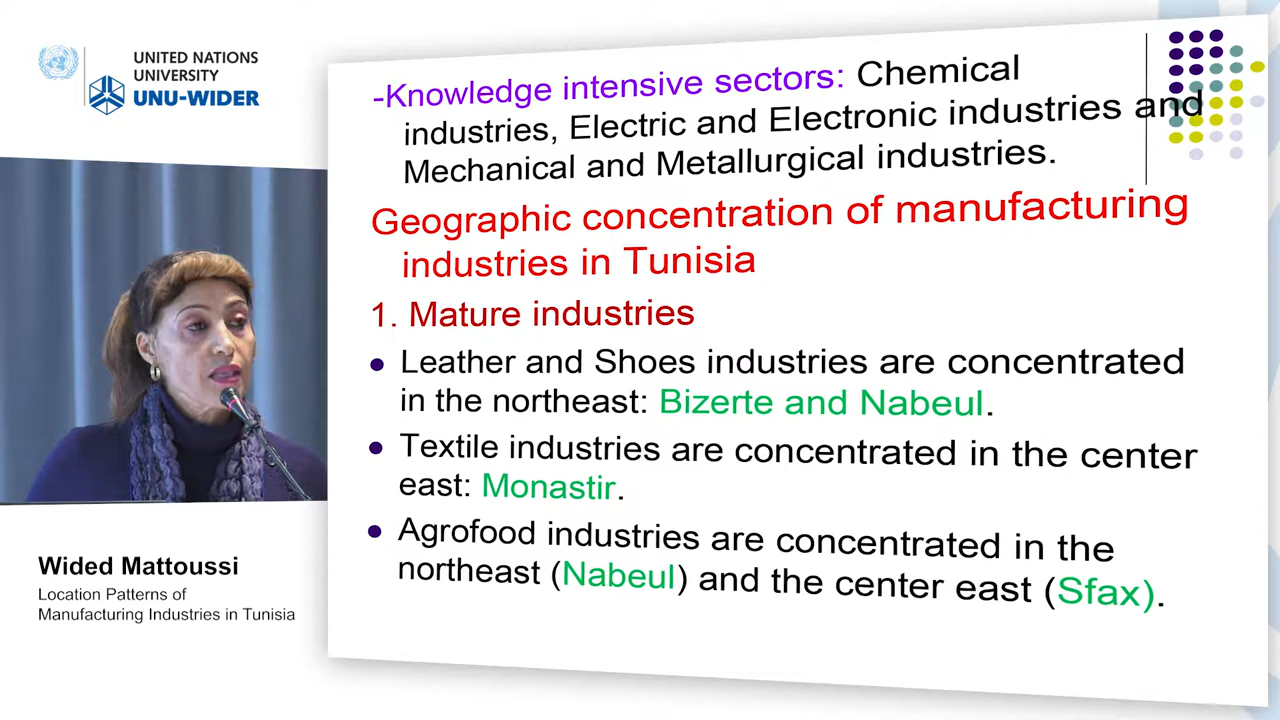 UNITED NATIONS
UNIVERSITY
UNU-WIDER
-Knowledge intensive sectors: Chemical
industries, Electric and Electronic industries and
Mechanical and Metallurgical industries.
Geographic concentration of manufacturing
industries in Tunisia
1. Mature industries
• Leather and Shoes industries are concentrated
in the northeast: Bizerte and Nabeul.
• Textile industries are concentrated in the center
east: Monastir.
• Agrofood industries are concentrated in the
northeast (Nabeul) and the center east (Sfax).
Wided Mattoussi
Location Patterns of
Manufacturing Industries in Tunisia